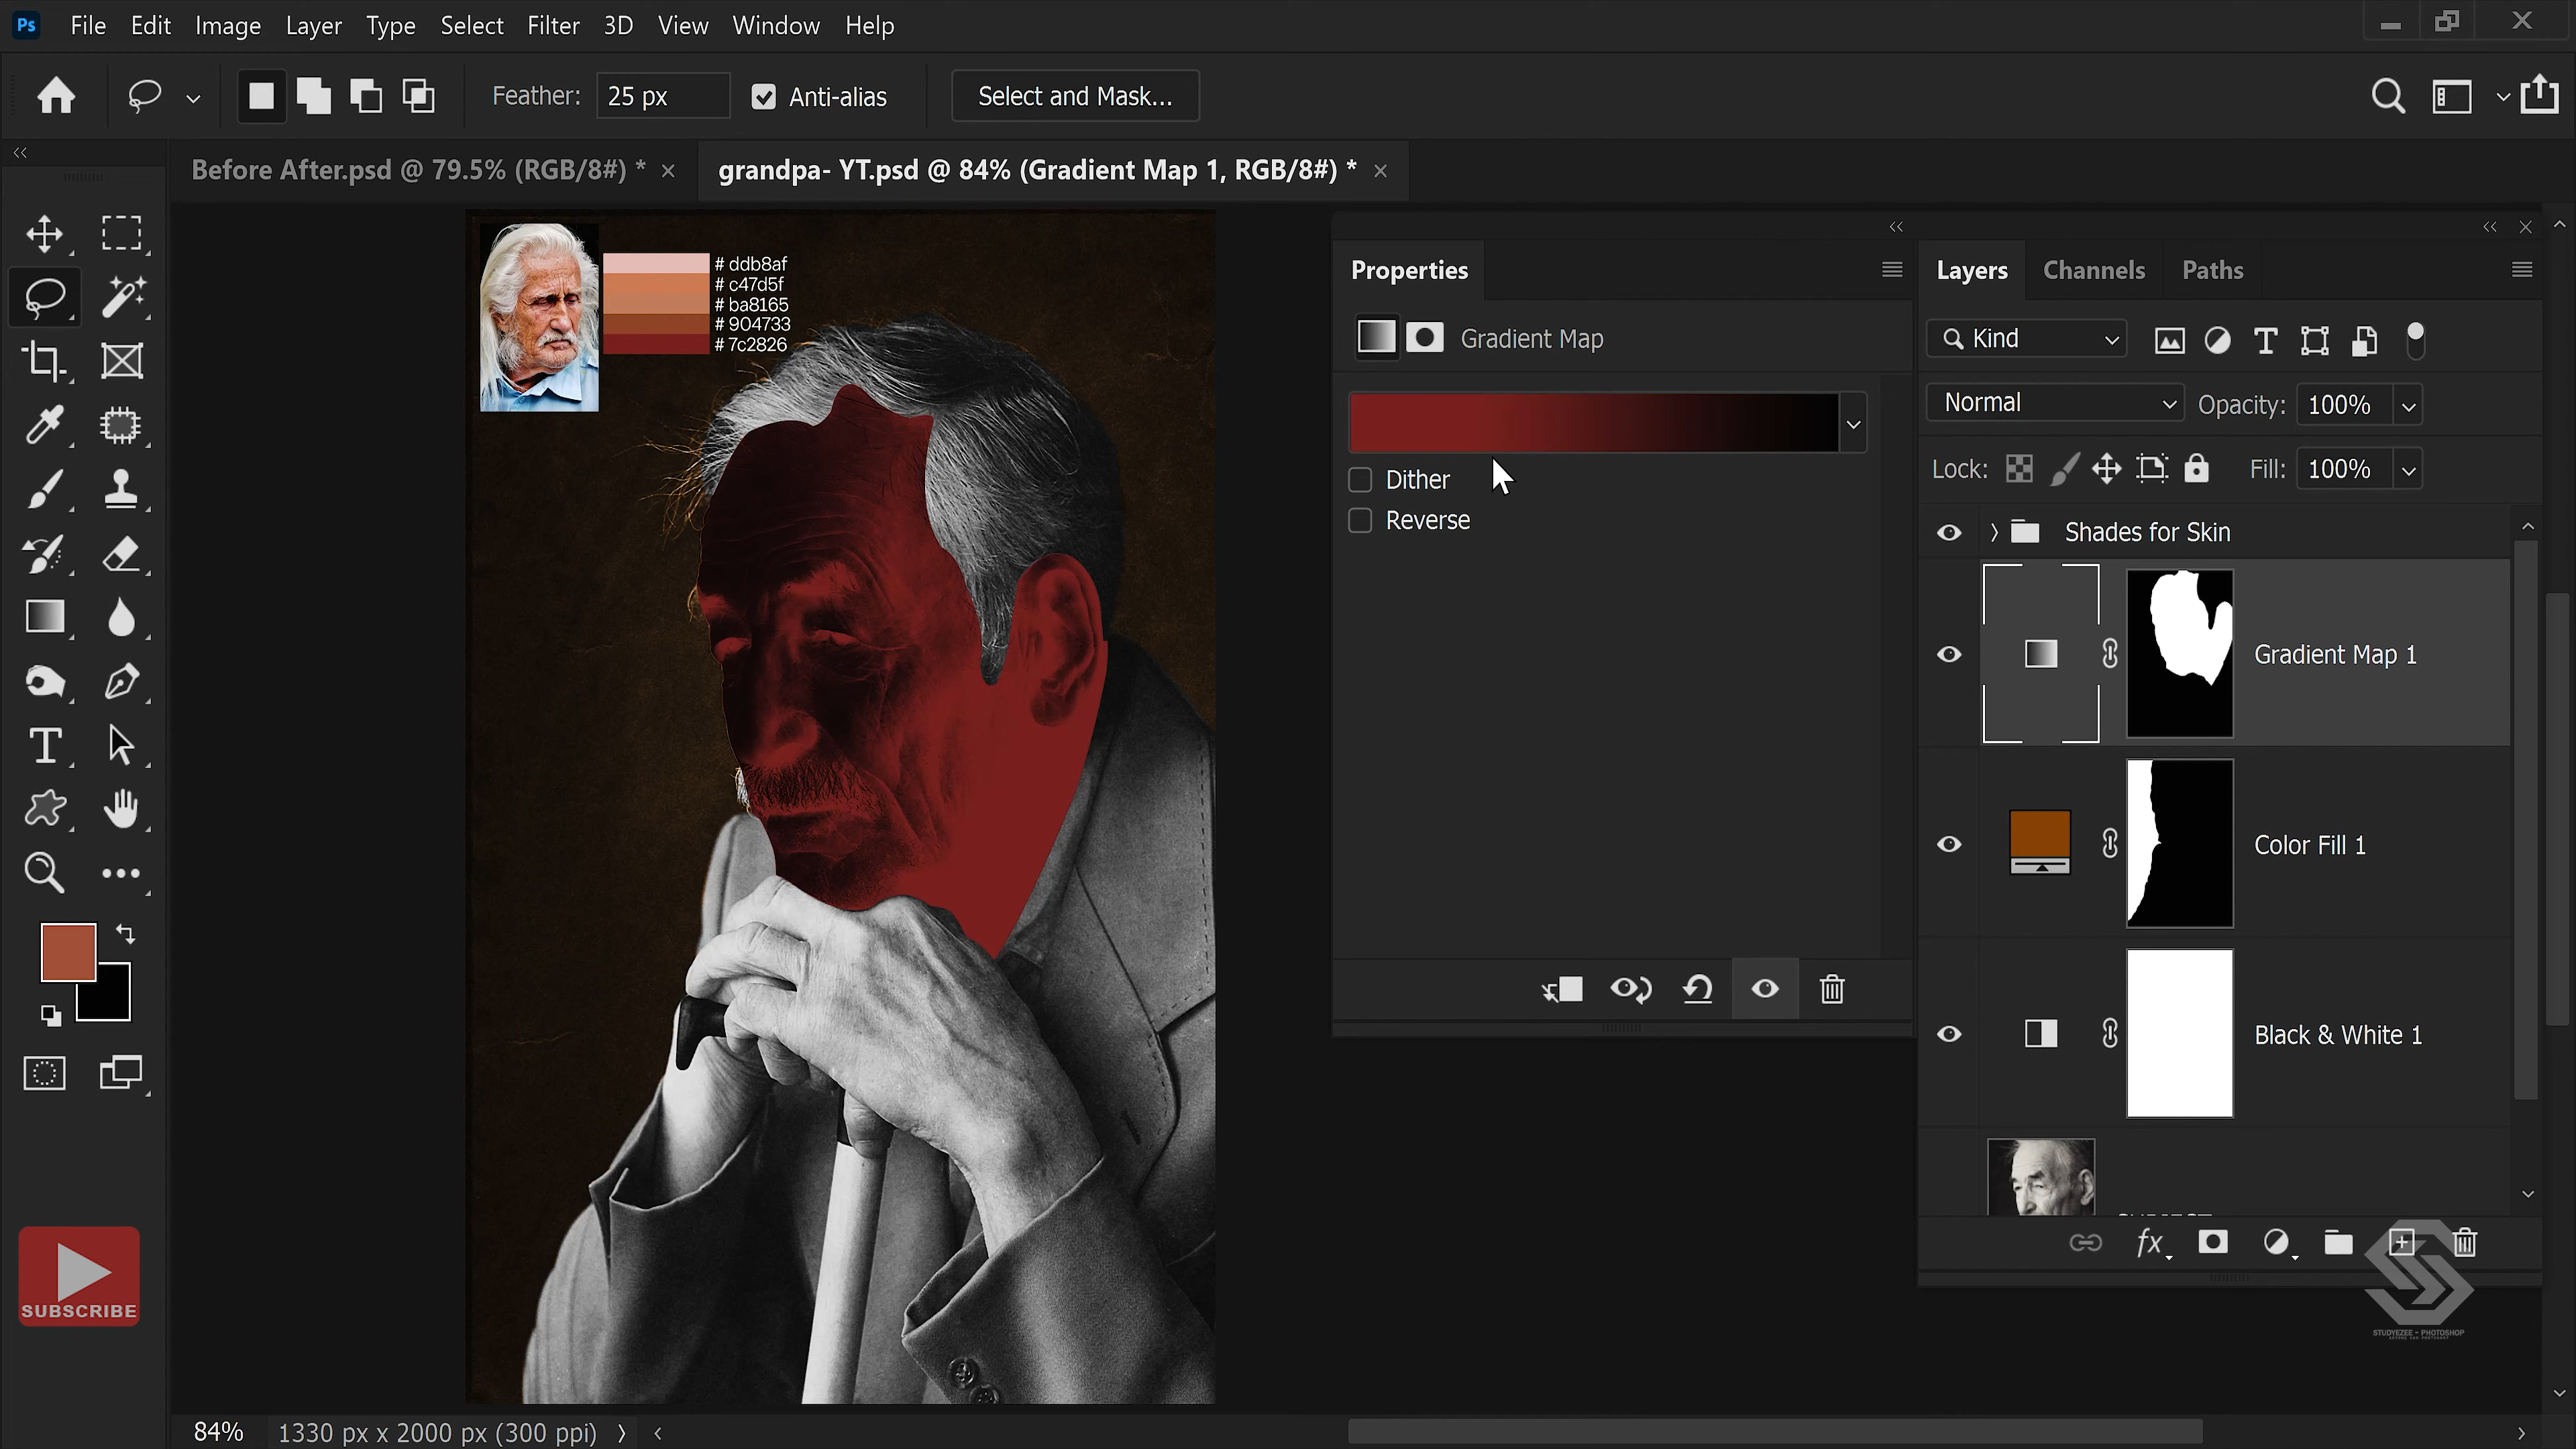 Ps File Edit Image Layer Type Select Filter 3D View Window Help
Feather: 25 px Anti-alias Select and Mask...
Before After.psd @ 79.5% (RGB/8#) * × grandpa- YT.psd @ 84% (Gradient Map 1, RGB/8#) * ×
# ddb8af
# c47d5f
# ba8165
# 904733
# 7c2826
Properties
Gradient Map
Dither
Reverse
Layers Channels Paths
Kind
Normal Opacity: 100%
Lock: Fill: 100%
Shades for Skin
Gradient Map 1
Color Fill 1
Black & White 1
fx
SUBSCRIBE
STUDYEZEE - PHOTOSHOP
84% 1330 px x 2000 px (300 ppi)